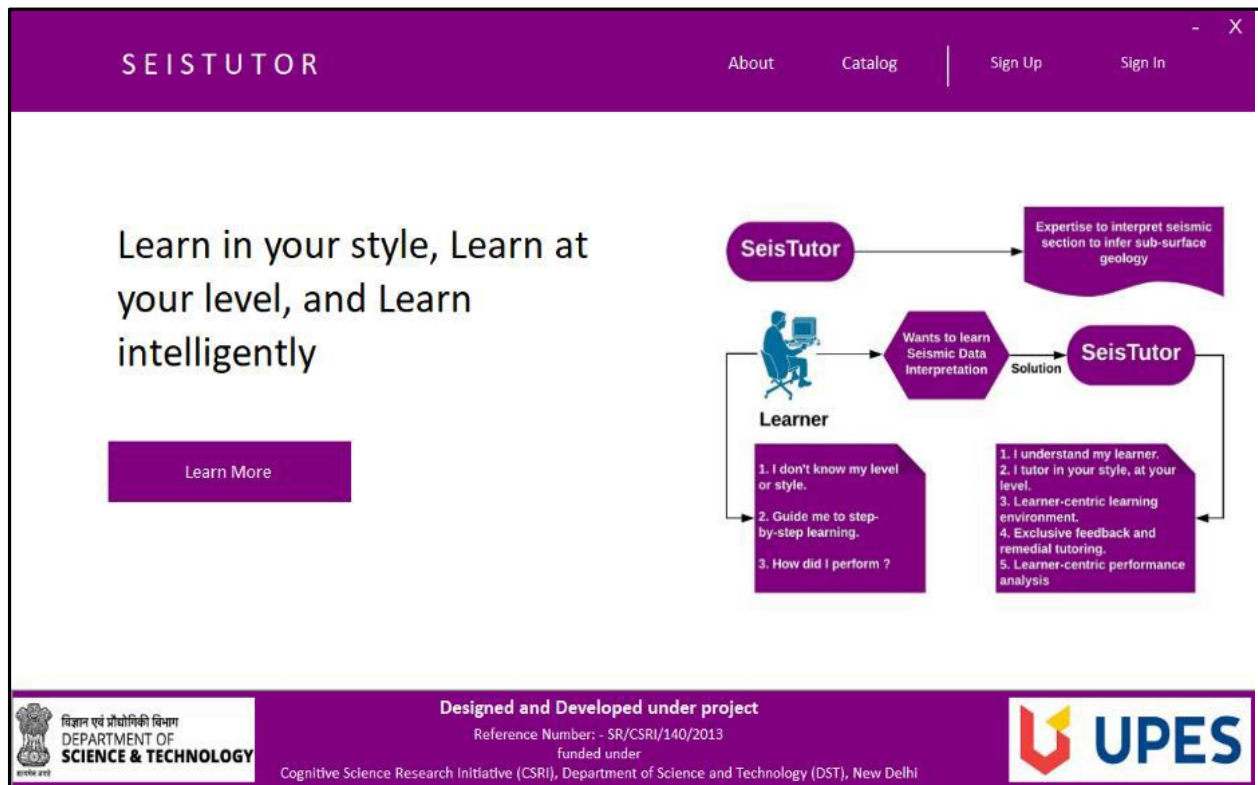 - X
SEISTUTOR
About
Catalog
Sign Up
Sign In
Learn in your style, Learn at
your level, and Learn
intelligently
Learn More
SeisTutor
Expertise to interpret seismic
section to infer sub-surface
geology
Learner
Wants to learn
Seismic Data
Interpretation
Solution
SeisTutor
1. I don't know my level
or style.
2. Guide me to step-
by-step learning.
3. How did I perform ?
1. I understand my learner.
2. I tutor in your style, at your
level.
3. Learner-centric learning
environment.
4. Exclusive feedback and
remedial tutoring.
5. Learner-centric performance
analysis
सत्यमेव जयते
विज्ञान एवं प्रौद्योगिकी विभाग
DEPARTMENT OF
SCIENCE & TECHNOLOGY
Designed and Developed under project
Reference Number: - SR/CSRI/140/2013
funded under
Cognitive Science Research Initiative (CSRI), Department of Science and Technology (DST), New Delhi
UPES